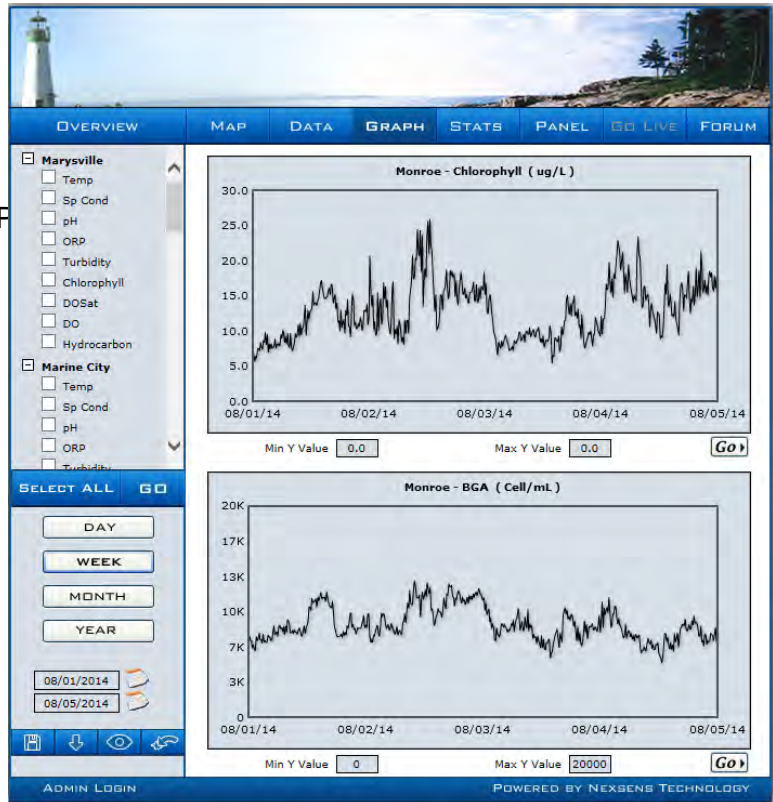 OVERVIEW MAP DATA GRAPH STATS PANEL GO LIVE FORUM
Marysville
Temp
Sp Cond
pH
ORP
Turbidity
Chlorophyll
DOSat
DO
Hydrocarbon
Marine City
Temp
Sp Cond
pH
ORP
Turbidity
SELECT ALL GO
DAY
WEEK
MONTH
YEAR
08/01/2014
08/05/2014
Monroe - Chlorophyll ( ug/L )
30.0
25.0
20.0
15.0
10.0
5.0
0.0
08/01/14 08/02/14 08/03/14 08/04/14 08/05/14
Min Y Value 0.0 Max Y Value 0.0 Go
Monroe - BGA ( Cell/mL )
20K
17K
13K
10K
7K
3K
0
08/01/14 08/02/14 08/03/14 08/04/14 08/05/14
Min Y Value 0 Max Y Value 20000 Go
ADMIN LOGIN POWERED BY NEXSENS TECHNOLOGY